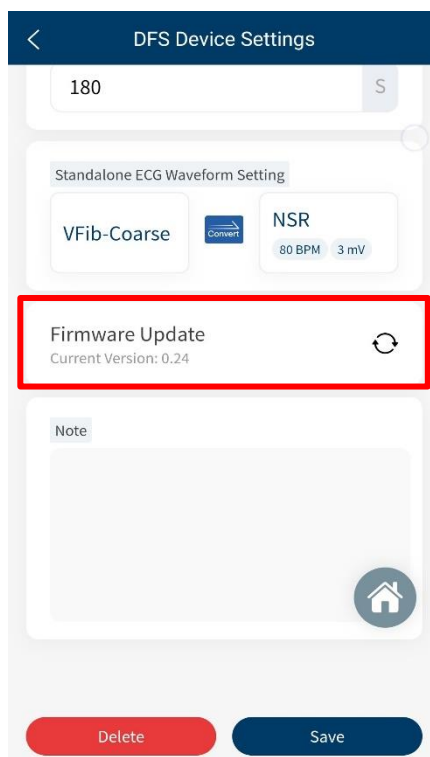 DFS Device Settings
180
S
Standalone ECG Waveform Setting
VFib-Coarse
Convert
NSR
80 BPM
3 mV
Firmware Update
Current Version: 0.24
Note
Delete
Save